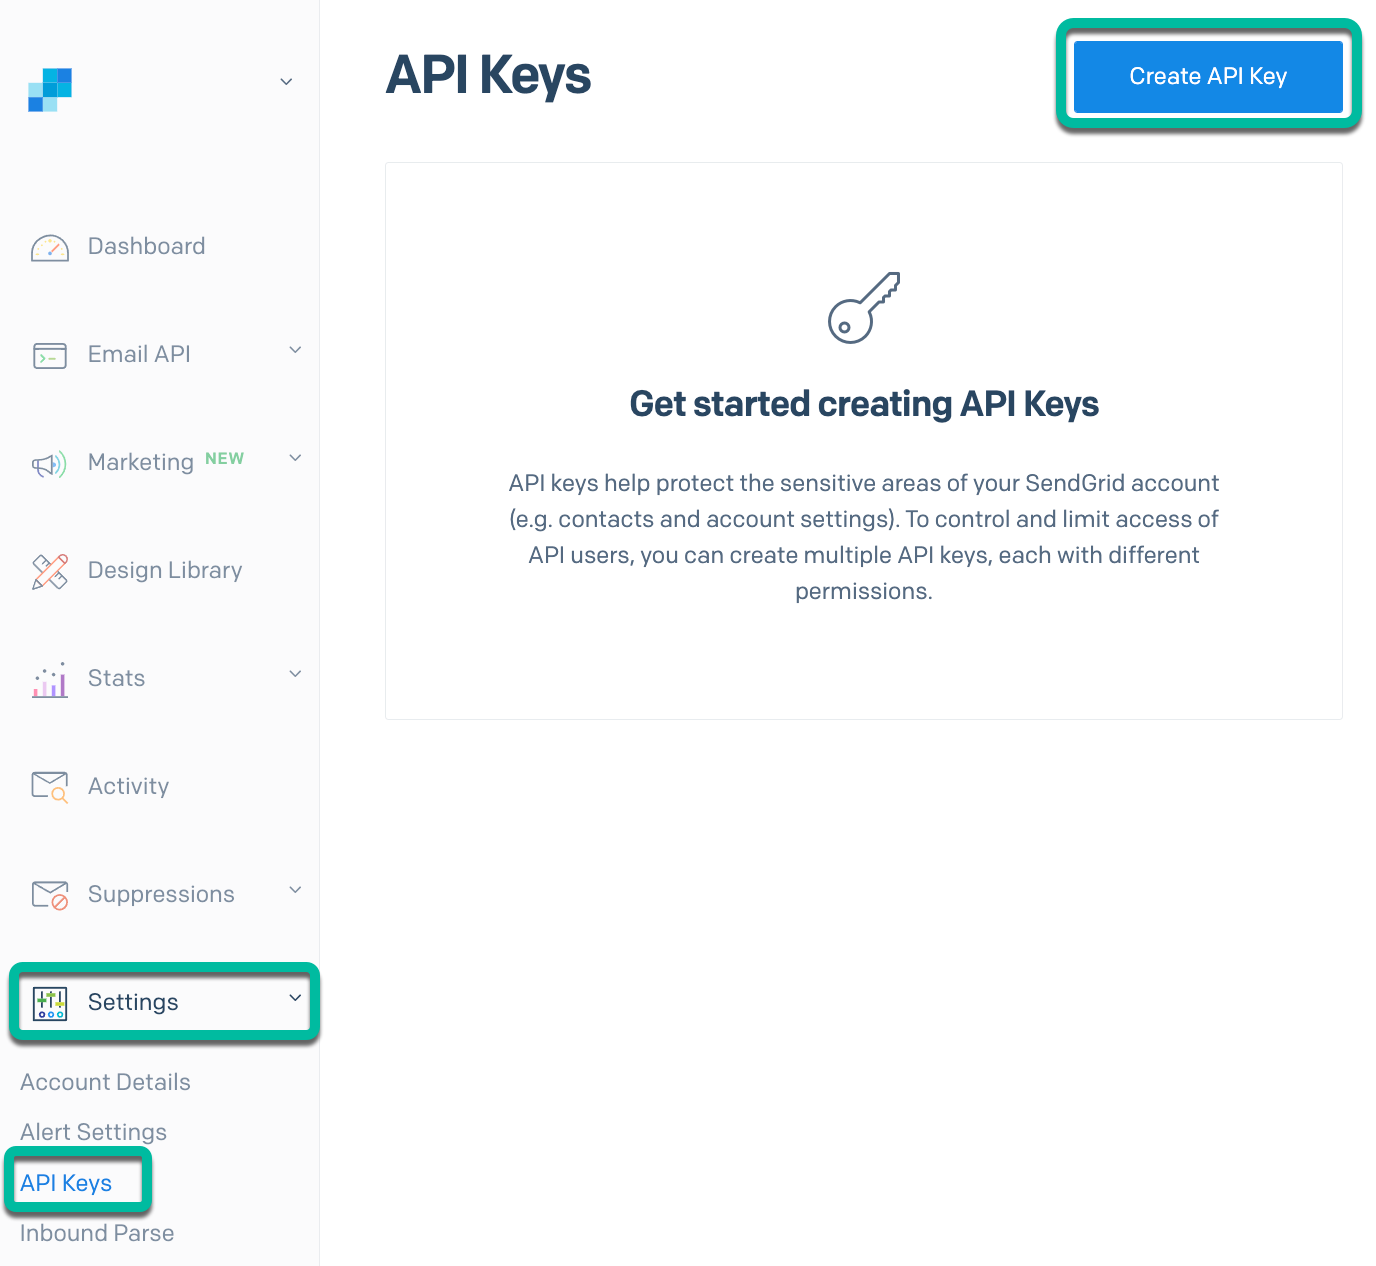 API Keys
Create API Key
Dashboard
Email API
Marketing NEW
Design Library
Stats
Activity
Suppressions
Settings
Account Details
Alert Settings
API Keys
Inbound Parse
Get started creating API Keys
API keys help protect the sensitive areas of your SendGrid account
(e.g. contacts and account settings). To control and limit access of
API users, you can create multiple API keys, each with different
permissions.